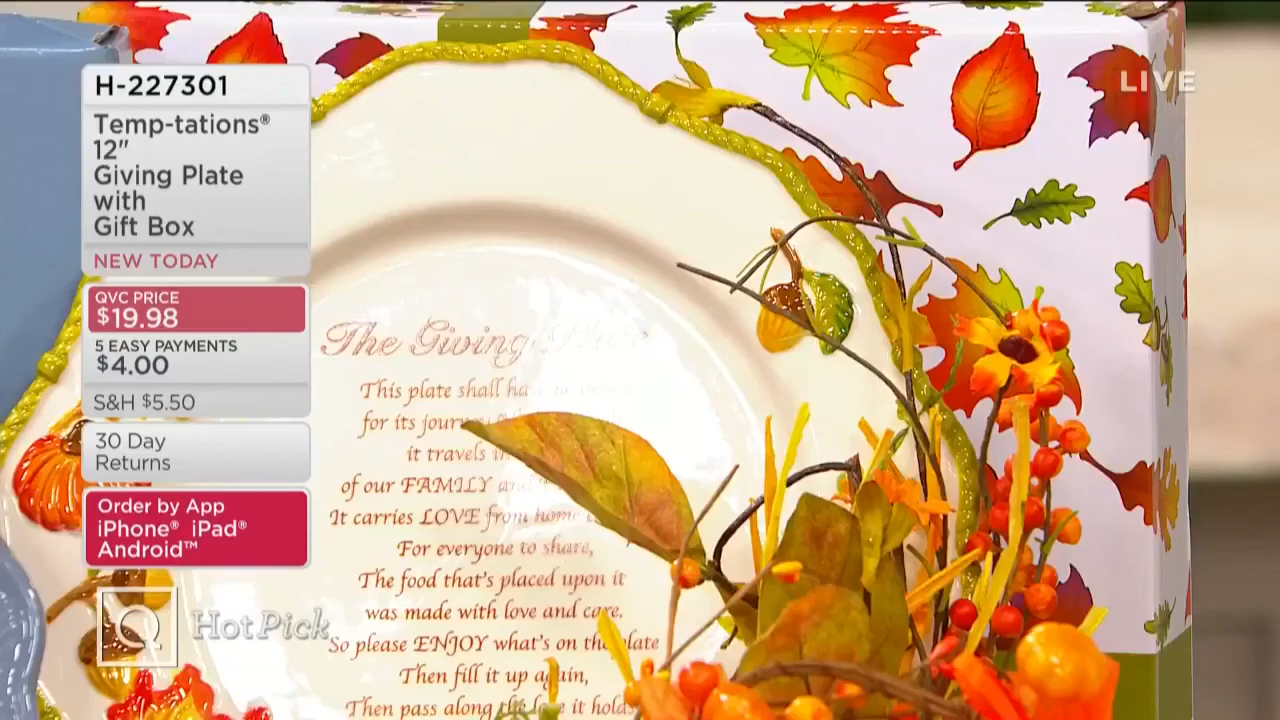 LIVE
H-227301
Temp-tations®
12"
Giving Plate
with
Gift Box
NEW TODAY
QVC PRICE
$19.98
5 EASY PAYMENTS
$4.00
S&H $5.50
30 Day
Returns
Order by App
iPhone® iPad®
Android™
Hot Pick
The Giving
This plate shall
for its
it travels
of our FAMILY
It carries LOVE from home
For everyone to share,
The food that's placed upon it
was made with love and care.
So please ENJOY what's on the plate
Then fill it up again,
Then pass along the love it holds